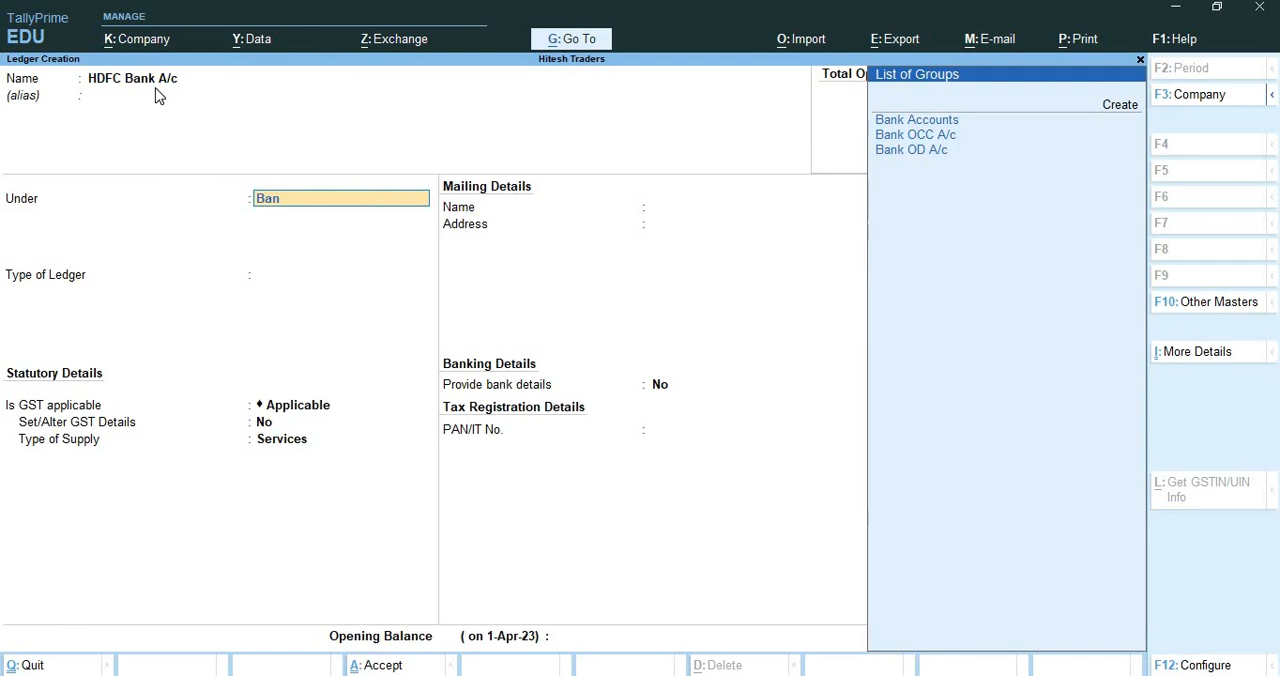 TallyPrime
EDU
MANAGE
K: Company
Y: Data
Z: Exchange
G: Go To
O: Import
E: Export
M: E-mail
P: Print
F1: Help
Ledger Creation
Hitesh Traders
Name : HDFC Bank A/c
(alias) :
Total Op
Under : Ban
Type of Ledger :
Statutory Details
Is GST applicable : ♦ Applicable
Set/Alter GST Details : No
Type of Supply : Services
Mailing Details
Name :
Address :
Banking Details
Provide bank details : No
Tax Registration Details
PAN/IT No. :
Opening Balance ( on 1-Apr-23) :
List of Groups
Create
Bank Accounts
Bank OCC A/c
Bank OD A/c
F2: Period
F3: Company
F4
F5
F6
F7
F8
F9
F10: Other Masters
I: More Details
L: Get GSTIN/UIN
Info
F12: Configure
Q: Quit
A: Accept
D: Delete